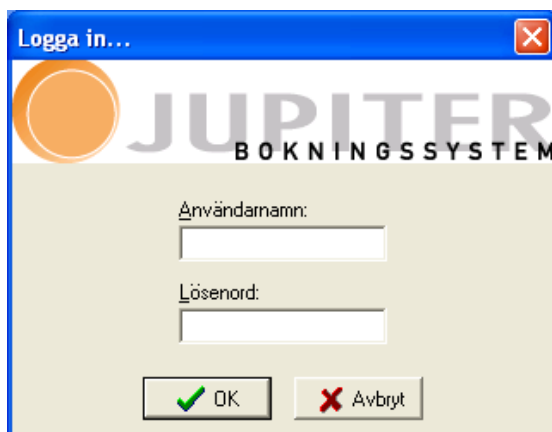 Logga in...
JUPITER
BOKNINGSSYSTEM
Användarnamn:
Lösenord:
OK
Avbryt